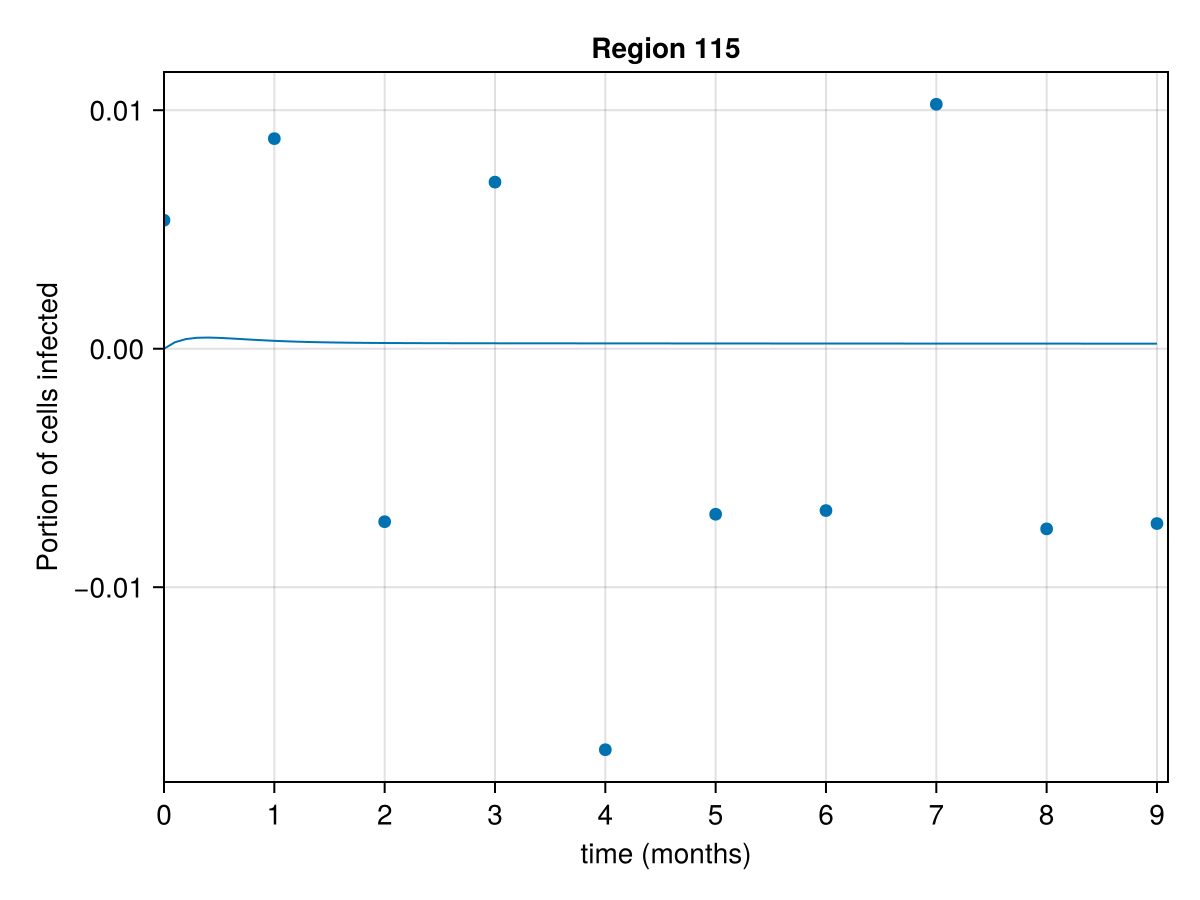 Region 115
Portion of cells infected
0.01
0.00
−0.01
0 1 2 3 4 5 6 7 8 9
time (months)